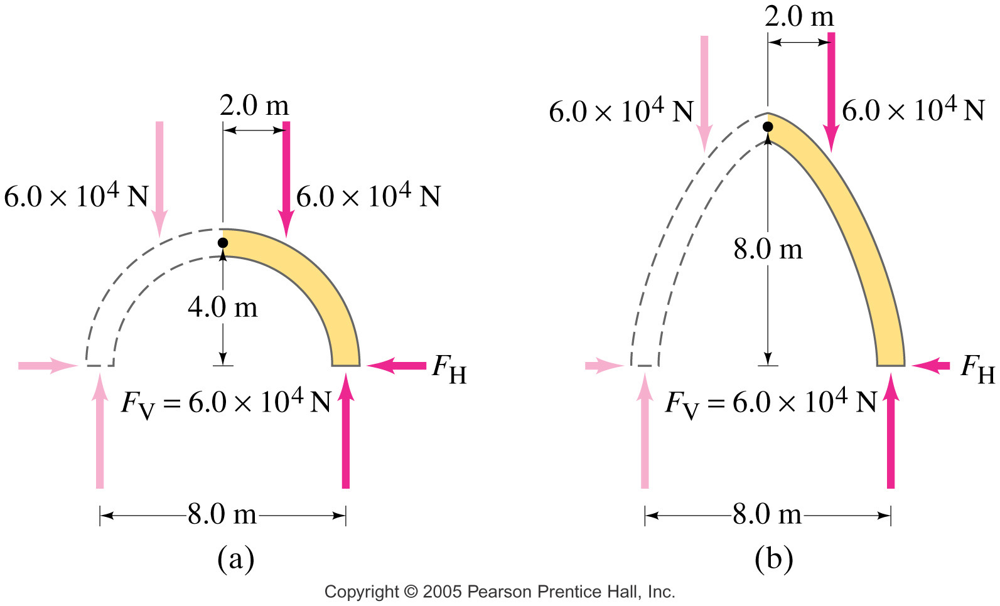 2.0 m
6.0 × 10⁴ N
6.0 × 10⁴ N
4.0 m
F_H
F_V = 6.0 × 10⁴ N
8.0 m
(a)
2.0 m
6.0 × 10⁴ N
6.0 × 10⁴ N
8.0 m
F_H
F_V = 6.0 × 10⁴ N
8.0 m
(b)
Copyright © 2005 Pearson Prentice Hall, Inc.